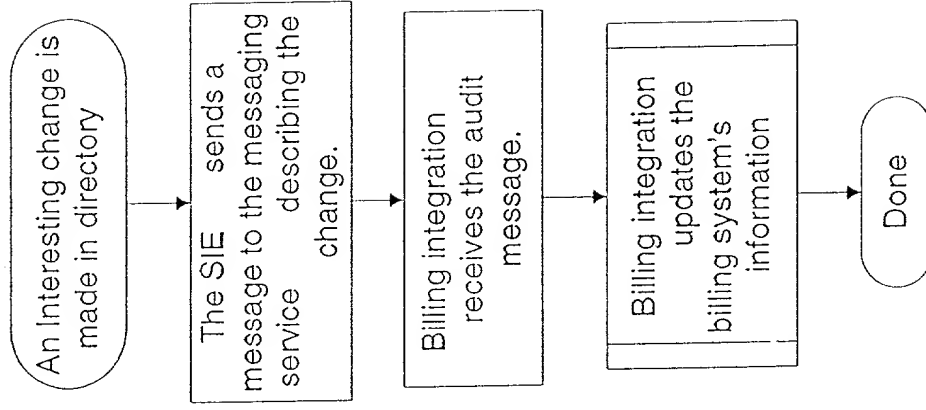 An Interesting change is
made in directory
The SIE sends a
message to the messaging
service describing the
change.
Billing integration
receives the audit
message.
Billing integration
updates the
billing system's
information
Done